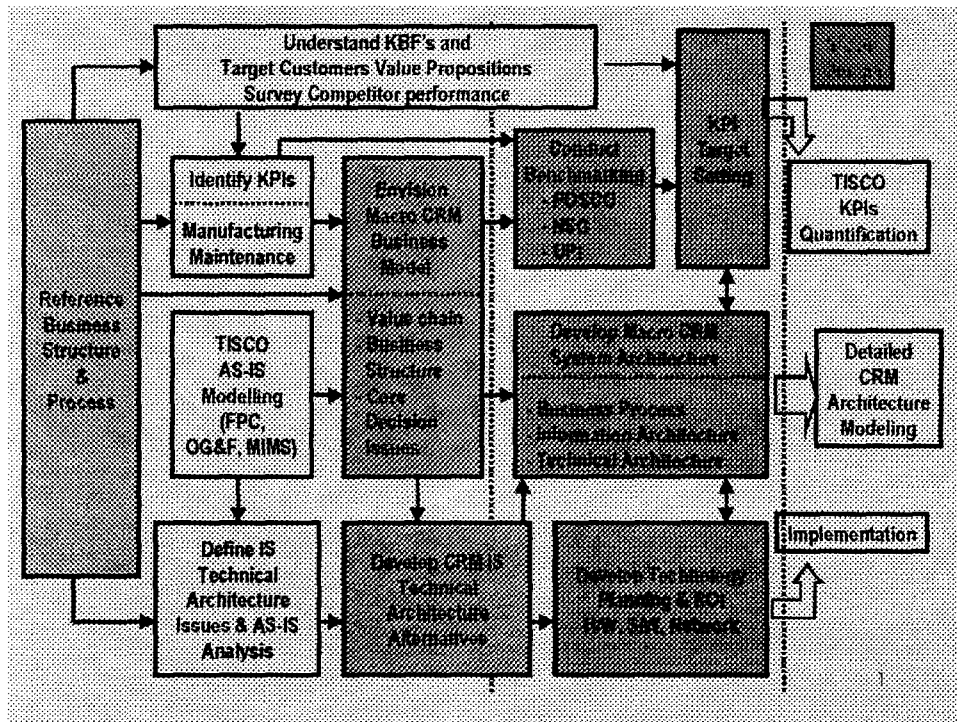 Understand KBF's and
Target Customers Value Propositions
Survey Competitor performance
KPI
Target
Setting
Identify KPIs
Manufacturing
Maintenance
Envision
Macro CRM
Business
Model
- Value chain
- Business
Structure
- Core
Decision
Issues
Conduct
Benchmarking
- POSCO
TISCO
KPIs
Quantification
Reference
Business
Structure
&
Process
TISCO
AS-IS
Modelling
(FPC,
OG&F, MIMS)
Develop Macro CRM
System Architecture
- Business Process
- Information Architecture
- Technical Architecture
Detailed
CRM
Architecture
Modeling
Define IS
Technical
Architecture
Issues & AS-IS
Analysis
Develop CRM IS
Technical
Architecture
Alternatives
Develop Technology
Planning & ROI
H/W, S/W, Network
Implementation
1